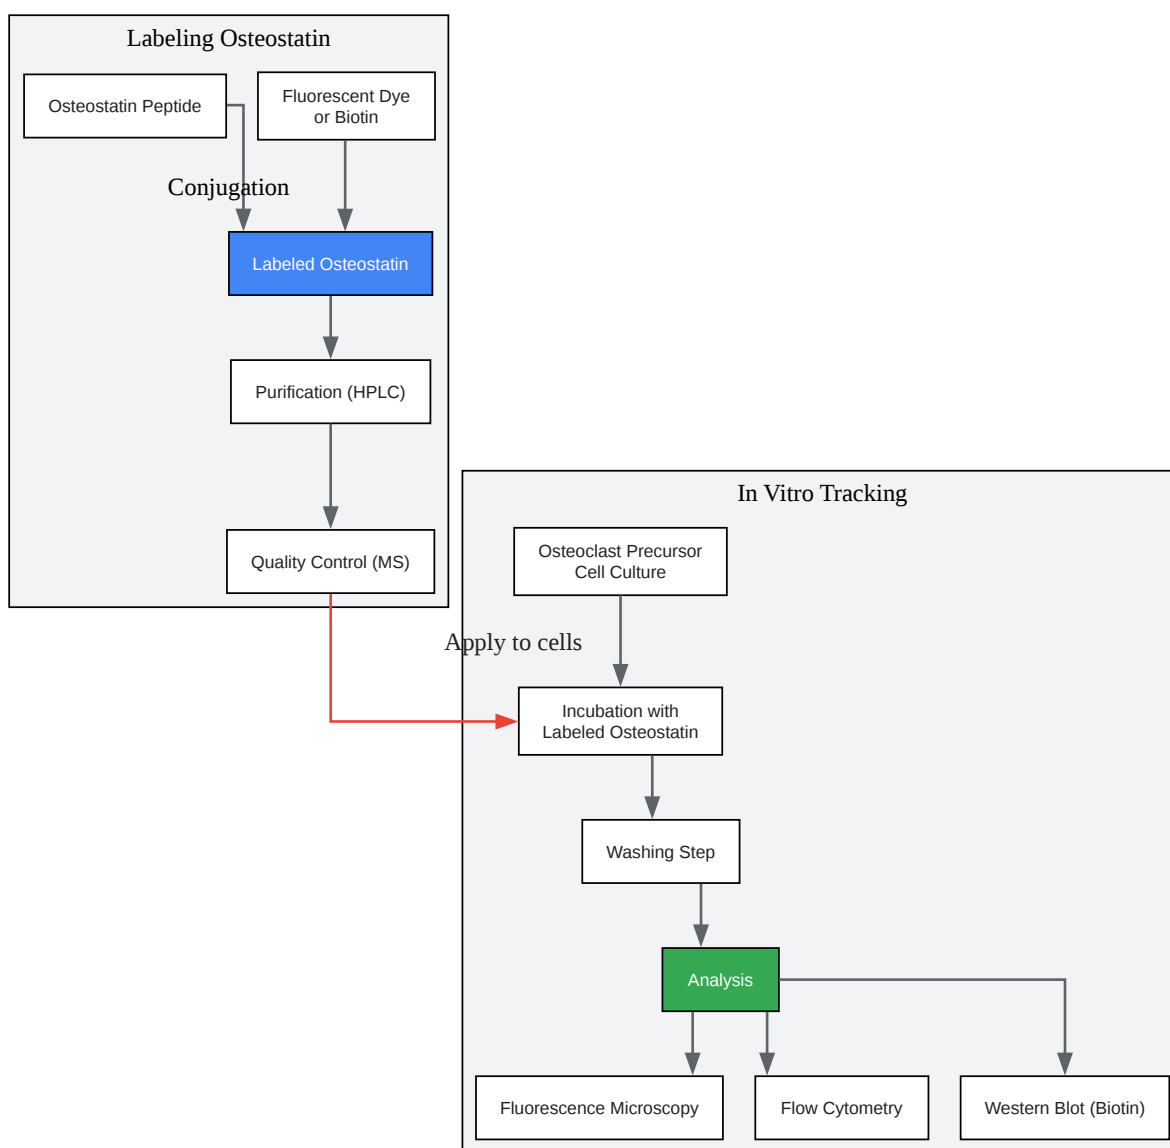 Labeling Osteostatin
Osteostatin Peptide
Fluorescent Dye
or Biotin
Conjugation
Labeled Osteostatin
Purification (HPLC)
Quality Control (MS)
In Vitro Tracking
Osteoclast Precursor
Cell Culture
Apply to cells
Incubation with
Labeled Osteostatin
Washing Step
Analysis
Fluorescence Microscopy
Flow Cytometry
Western Blot (Biotin)